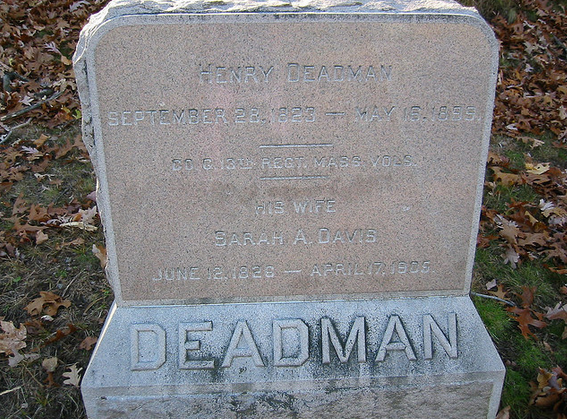 HENRY DEADMAN
SEPTEMBER 28, 1823 — MAY 15, 1895.
CO. G. 13TH REGT. MASS. VOLS.
HIS WIFE
SARAH A. DAVIS
JUNE 12, 1828 — APRIL 17, 1905.
DEADMAN